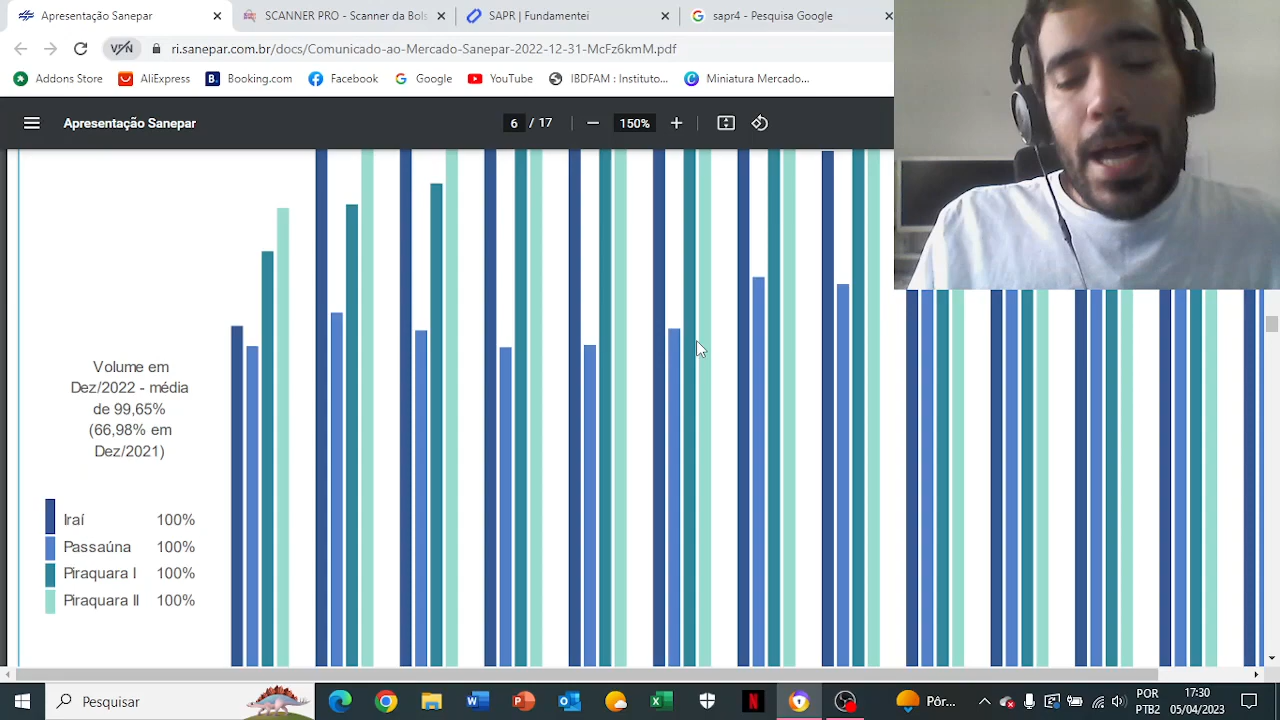 Apresentação Sanepar
SCANNER PRO - Scanner da Bols
SAPR | Fundamentei
sapr4 - Pesquisa Google
VPN
ri.sanepar.com.br/docs/Comunicado-ao-Mercado-Sanepar-2022-12-31-McFz6kmM.pdf
Addons Store
AliExpress
B.
Booking.com
Facebook
Google
YouTube
IBDFAM : Instituto...
Miniatura Mercado...
Apresentação Sanepar
6 / 17
150%
Volume em
Dez/2022 - média
de 99,65%
(66,98% em
Dez/2021)
Iraí 100%
Passaúna 100%
Piraquara I 100%
Piraquara II 100%
Pesquisar
Pôr...
POR
PTB2
17:30
05/04/2023